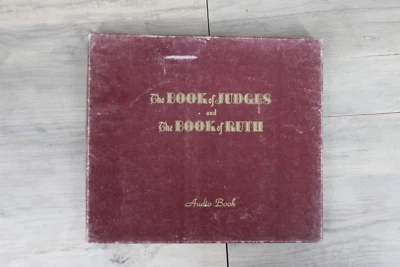 The BOOK of JUDGES
and
The BOOK of RUTH
Audio Book